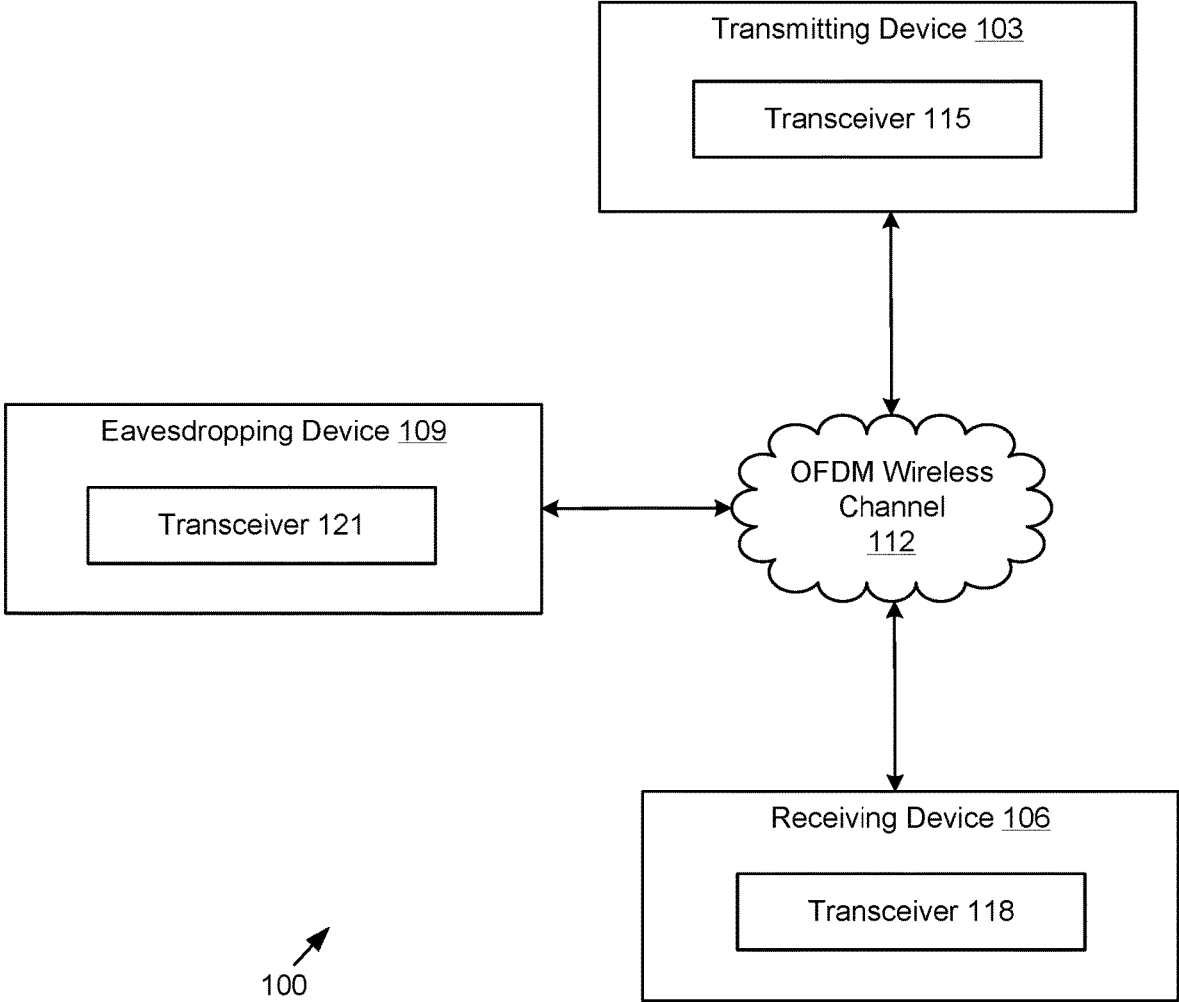 Transmitting Device 103
Transceiver 115
Eavesdropping Device 109
Transceiver 121
OFDM Wireless
Channel
112
Receiving Device 106
Transceiver 118
100